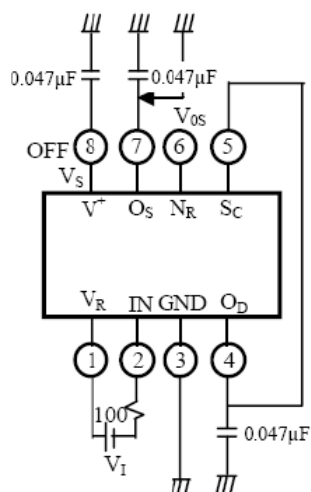 0.047μF 0.047μF
V0S
OFF 8 7 6 5
VS
V+ OS NR SC
VR IN GND OD
1 2 3 4
100
VI
0.047μF